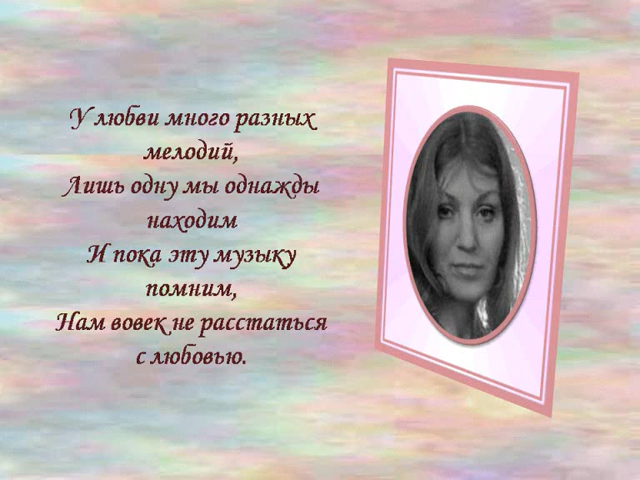 У любви много разных
мелодий,
Лишь одну мы однажды
находим
И пока эту музыку
помним,
Нам вовек не расстаться
с любовью.